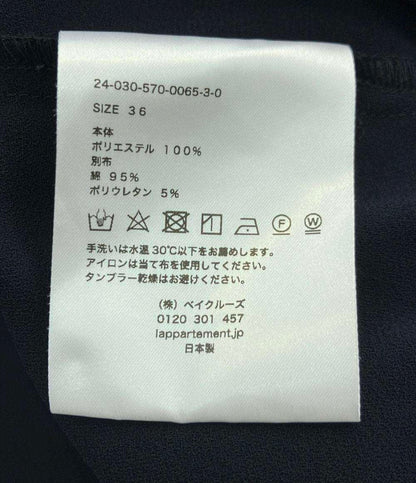 24-030-570-0065-3-0
SIZE 36
本体
ポリエステル 100%
別布
綿 95%
ポリウレタン 5%
F W
手洗いは水温30℃以下をお薦めします。
アイロンは当て布を使用してください。
タンブラー乾燥はお避けください。
(株) ベイクルーズ
0120 301 457
lappartement.jp
日本製